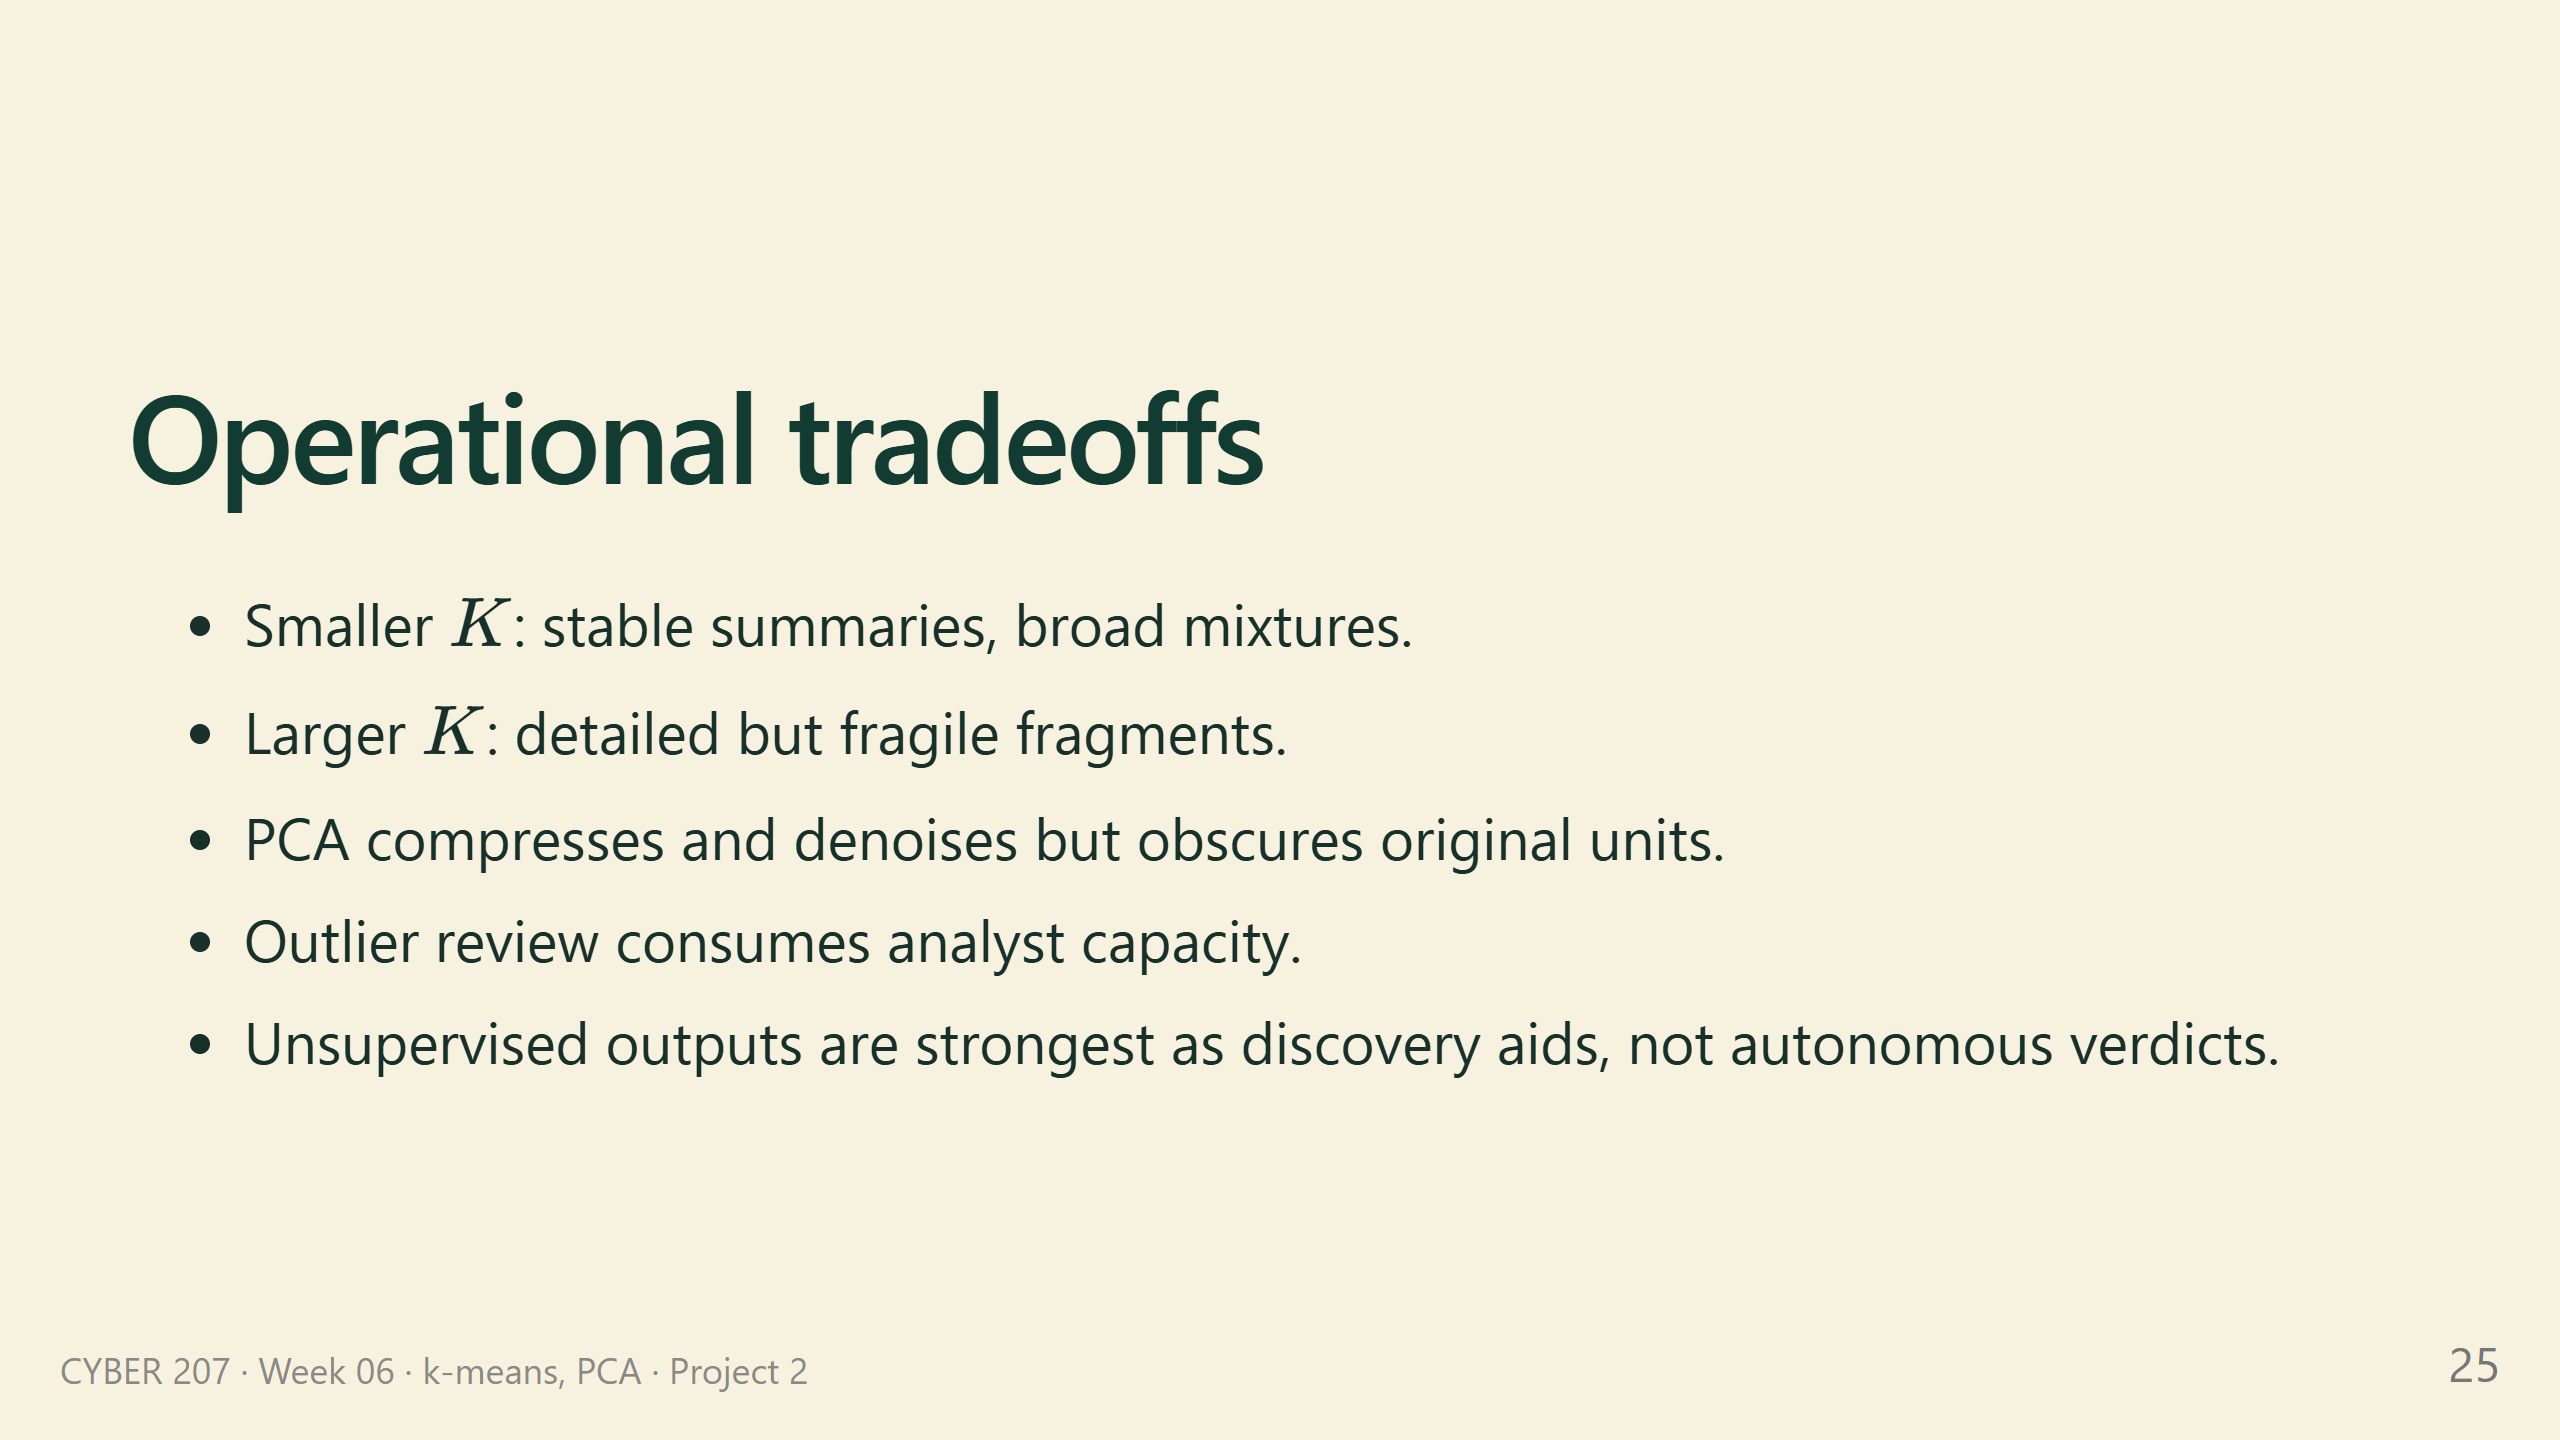 Operational tradeoffs
• Smaller K: stable summaries, broad mixtures.
• Larger K: detailed but fragile fragments.
• PCA compresses and denoises but obscures original units.
• Outlier review consumes analyst capacity.
• Unsupervised outputs are strongest as discovery aids, not autonomous verdicts.
CYBER 207 · Week 06 · k-means, PCA · Project 2
25